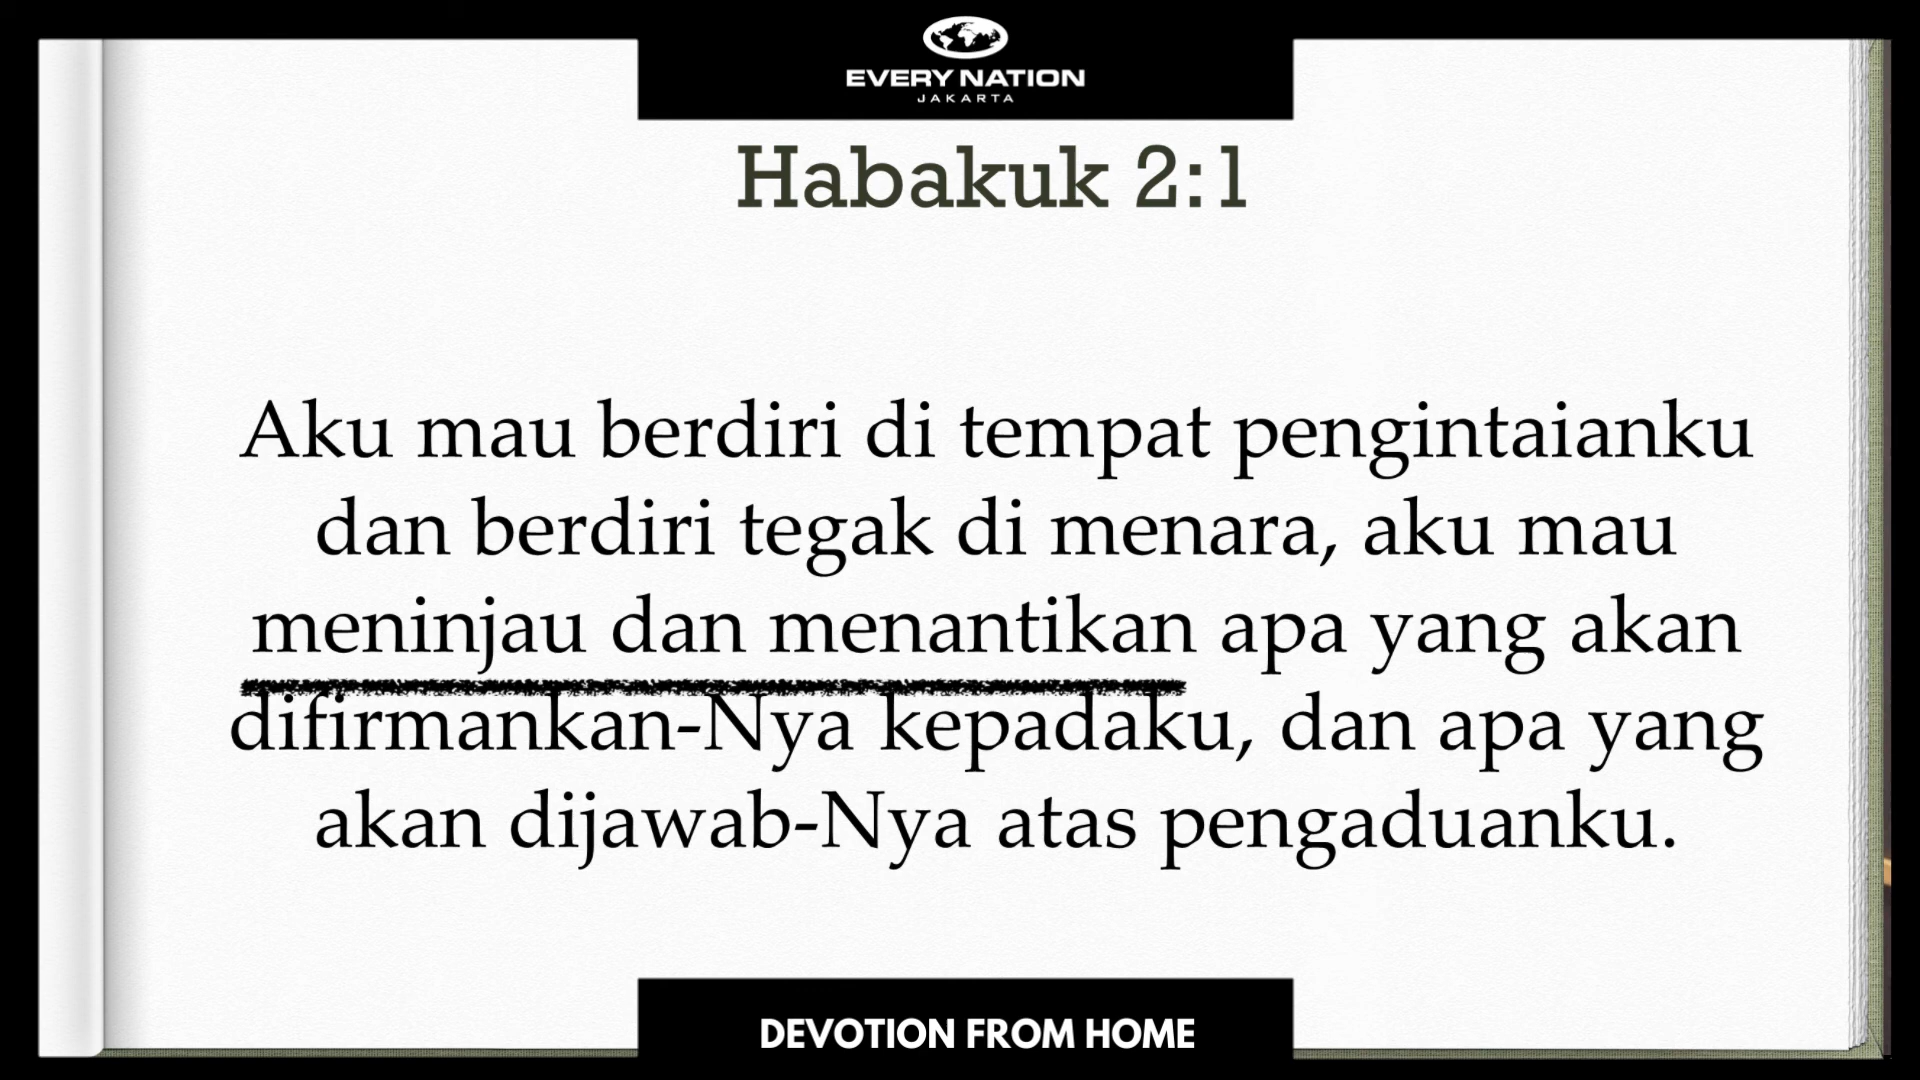 EVERY NATION
JAKARTA
Habakuk 2:1
Aku mau berdiri di tempat pengintaianku
dan berdiri tegak di menara, aku mau
meninjau dan menantikan apa yang akan
difirmankan-Nya kepadaku, dan apa yang
akan dijawab-Nya atas pengaduanku.
DEVOTION FROM HOME